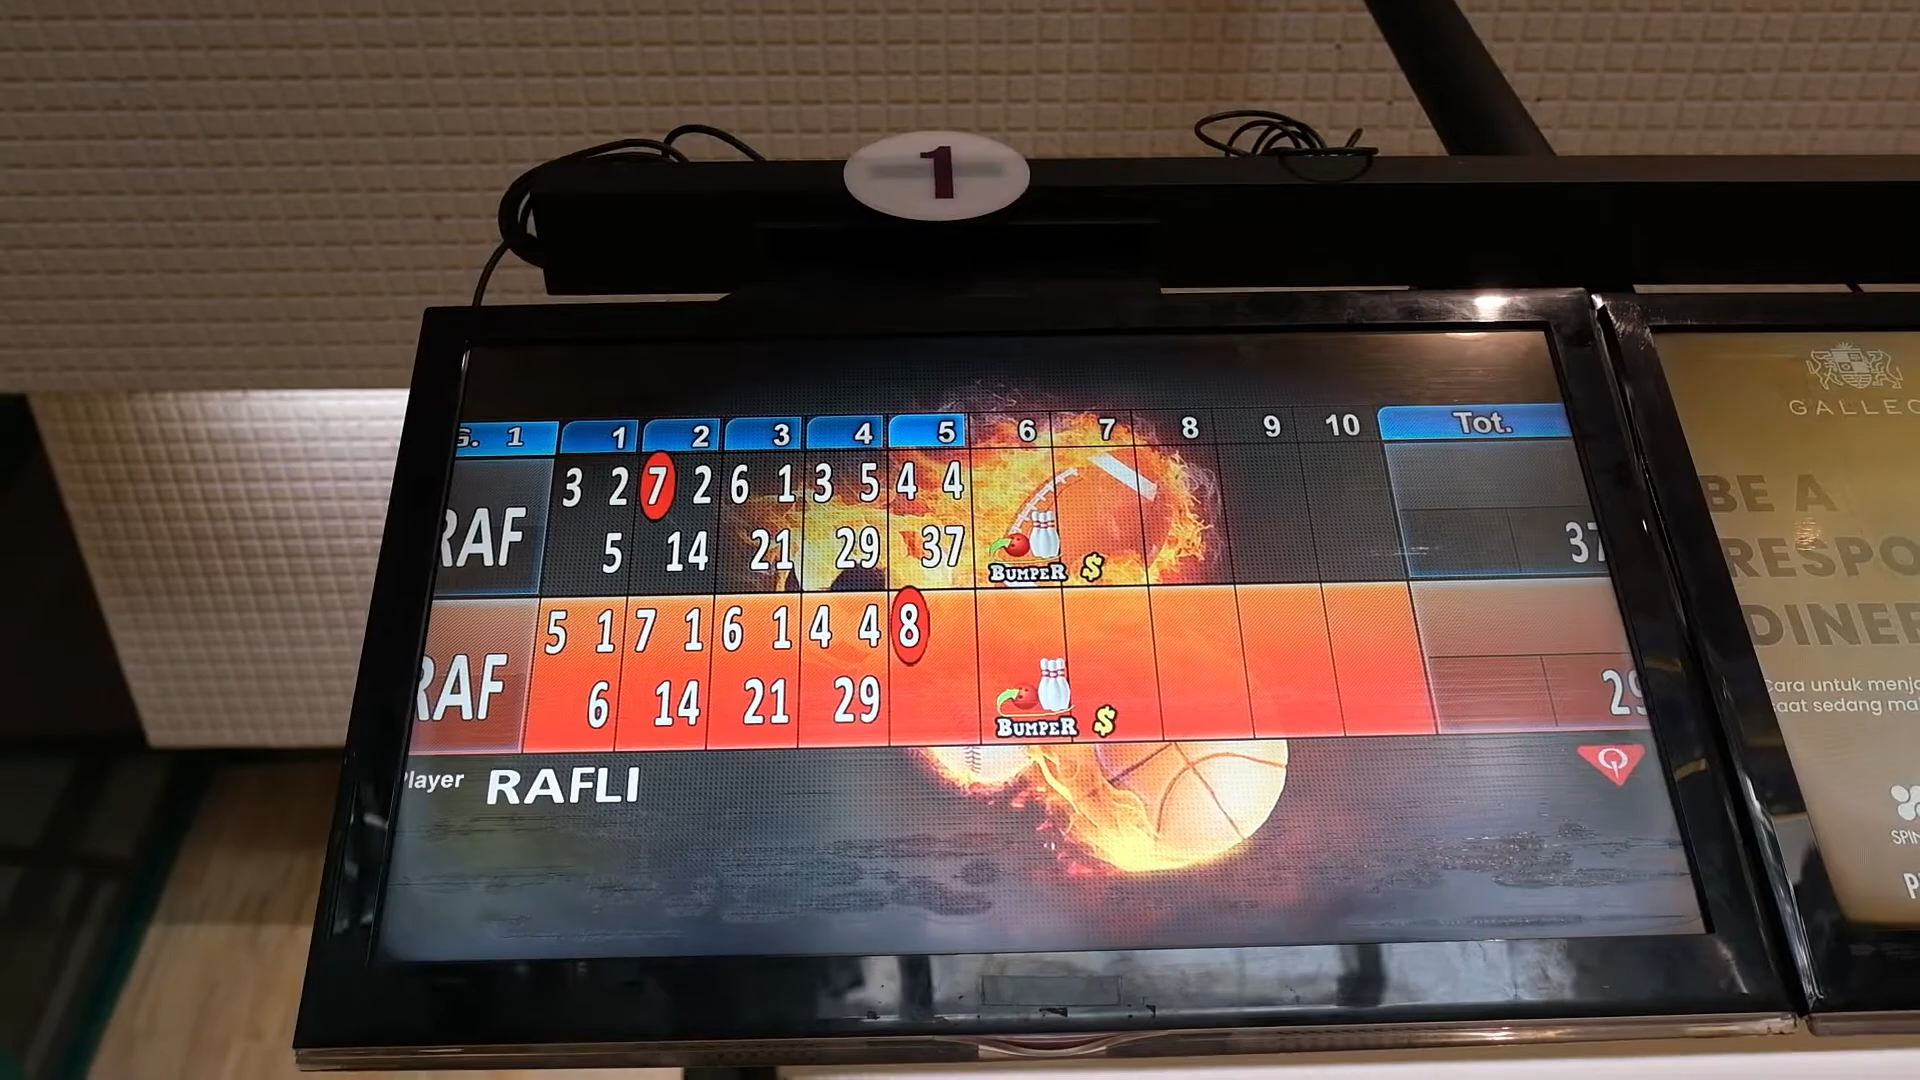 1
G. 1 1 2 3 4 5 6 7 8 9 10 Tot.
RAF 3 2 7 2 6 1 3 5 4 4
5 14 21 29 37 37
BUMPER $
RAF 5 1 7 1 6 1 4 4 8
6 14 21 29 29
BUMPER $
Player RAFLI
GALLEC
BE A
RESPO
DINER
Cara untuk menja
saat sedang ma
SPIN